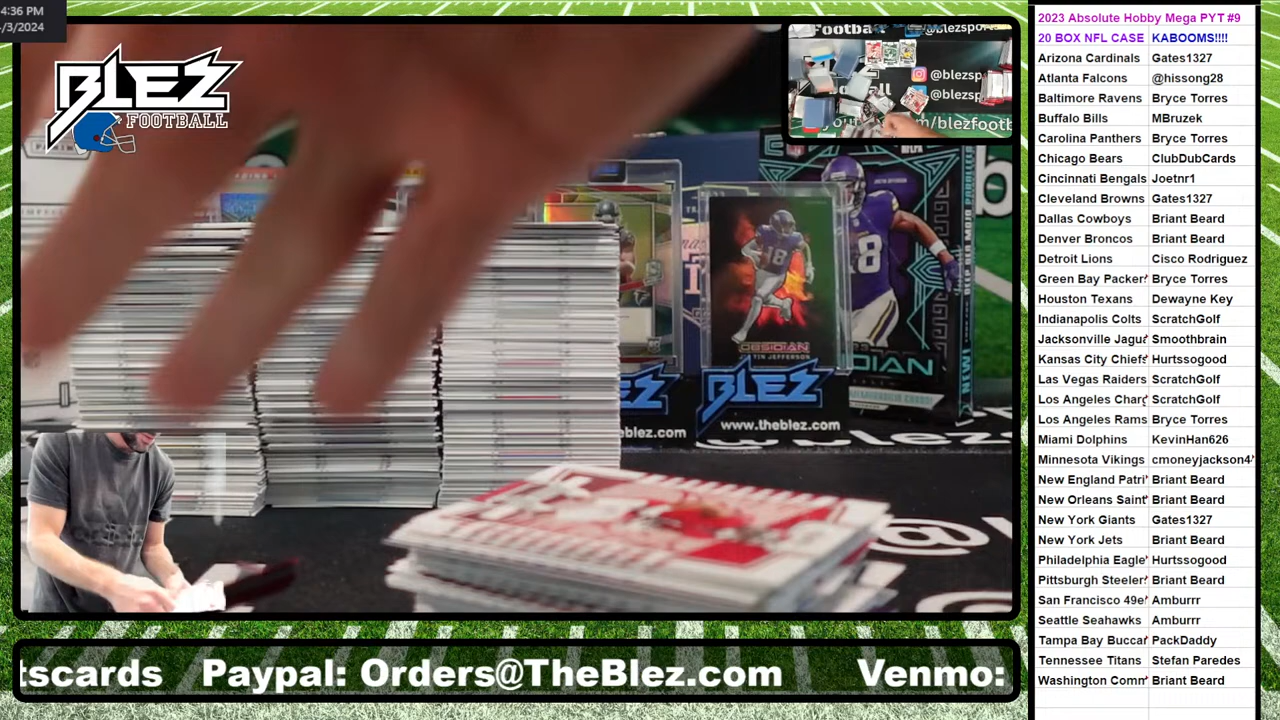 4:36 PM
/3/2024
BLEZ
FOOTBALL
@blezsp
@blezsp
OBSIDIAN
TIN JEFFERSON
BLEZ
www.theblez.com
eblez.com
tscards Paypal: Orders@TheBlez.com Venmo:
2023 Absolute Hobby Mega PYT #9
20 BOX NFL CASE KABOOMS!!!!
Arizona Cardinals Gates1327
Atlanta Falcons @hissong28
Baltimore Ravens Bryce Torres
Buffalo Bills MBruzek
Carolina Panthers Bryce Torres
Chicago Bears ClubDubCards
Cincinnati Bengals Joetnr1
Cleveland Browns Gates1327
Dallas Cowboys Briant Beard
Denver Broncos Briant Beard
Detroit Lions Cisco Rodriguez
Green Bay Packer Bryce Torres
Houston Texans Dewayne Key
Indianapolis Colts ScratchGolf
Jacksonville Jagu Smoothbrain
Kansas City Chiefs Hurtssogood
Las Vegas Raiders ScratchGolf
Los Angeles Char ScratchGolf
Los Angeles Rams Bryce Torres
Miami Dolphins KevinHan626
Minnesota Vikings cmoneyjackson4
New England Patri Briant Beard
New Orleans Saint Briant Beard
New York Giants Gates1327
New York Jets Briant Beard
Philadelphia Eagle Hurtssogood
Pittsburgh Steeler Briant Beard
San Francisco 49e Amburrr
Seattle Seahawks Amburrr
Tampa Bay Buccan PackDaddy
Tennessee Titans Stefan Paredes
Washington Comm Briant Beard